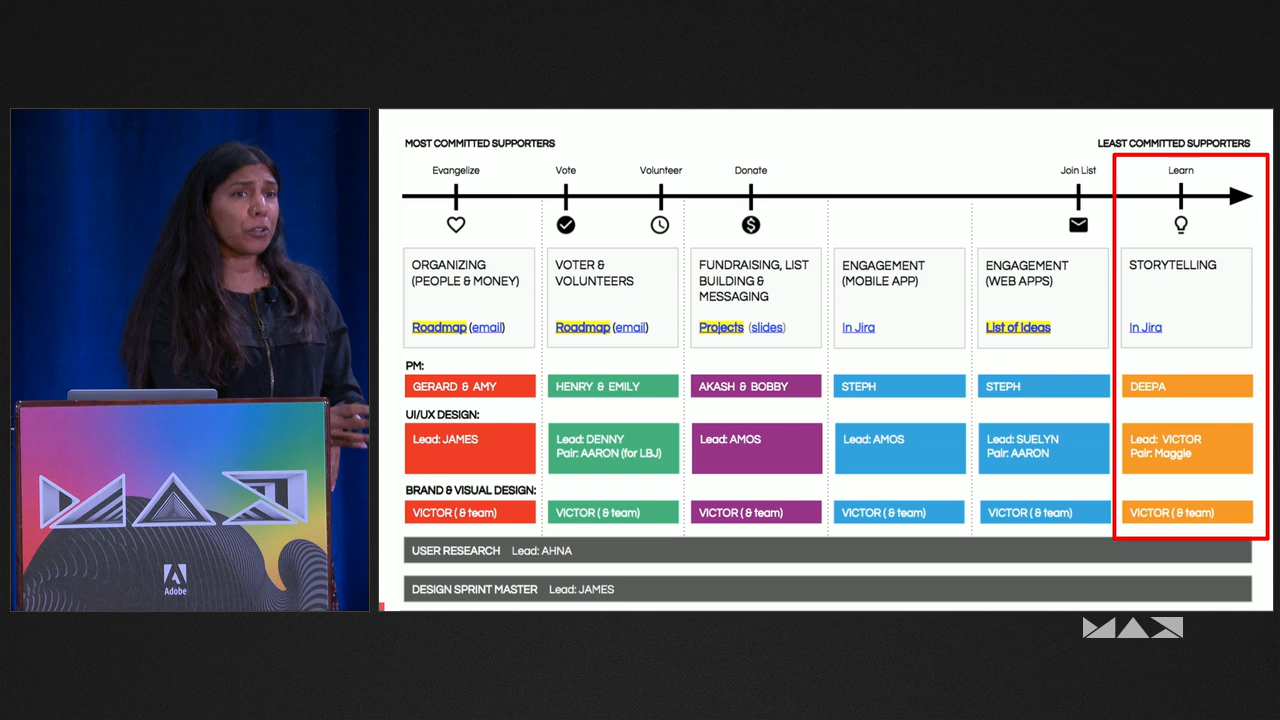 MOST COMMITTED SUPPORTERS
LEAST COMMITTED SUPPORTERS
Evangelize
Vote
Volunteer
Donate
Join List
Learn
ORGANIZING
(PEOPLE & MONEY)
Roadmap (email)
VOTER &
VOLUNTEERS
Roadmap (email)
FUNDRAISING, LIST
BUILDING &
MESSAGING
Projects (slides)
ENGAGEMENT
(MOBILE APP)
In Jira
ENGAGEMENT
(WEB APPS)
List of Ideas
STORYTELLING
In Jira
PM:
GERARD & AMY
HENRY & EMILY
AKASH & BOBBY
STEPH
STEPH
DEEPA
UI/UX DESIGN:
Lead: JAMES
Lead: DENNY
Pair: AARON (for LBJ)
Lead: AMOS
Lead: AMOS
Lead: SUELYN
Pair: AARON
Lead: VICTOR
Pair: Maggie
BRAND & VISUAL DESIGN:
VICTOR ( & team)
VICTOR ( & team)
VICTOR ( & team)
VICTOR ( & team)
VICTOR ( & team)
VICTOR ( & team)
USER RESEARCH Lead: AHNA
DESIGN SPRINT MASTER Lead: JAMES
MAX
Adobe
MAX